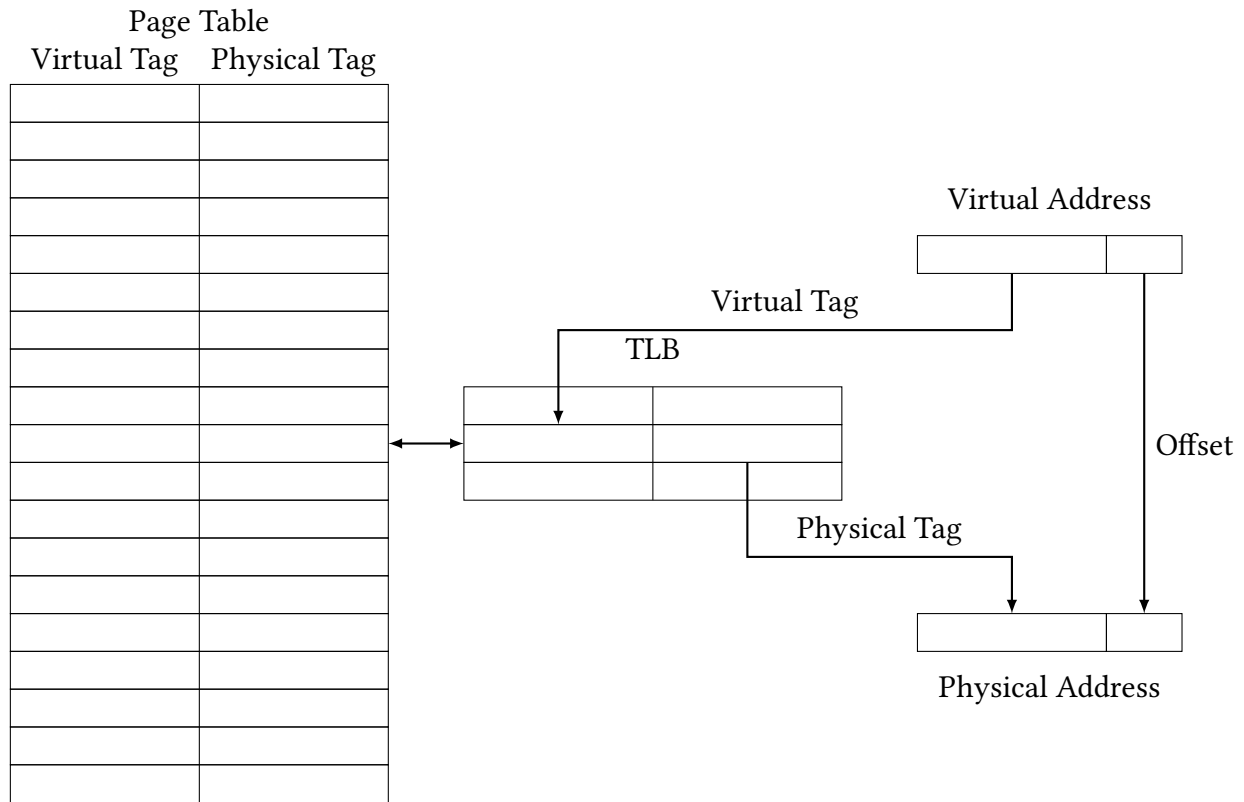 Page Table
Virtual Tag Physical Tag
Virtual Address
Virtual Tag
TLB
Offset
Physical Tag
Physical Address